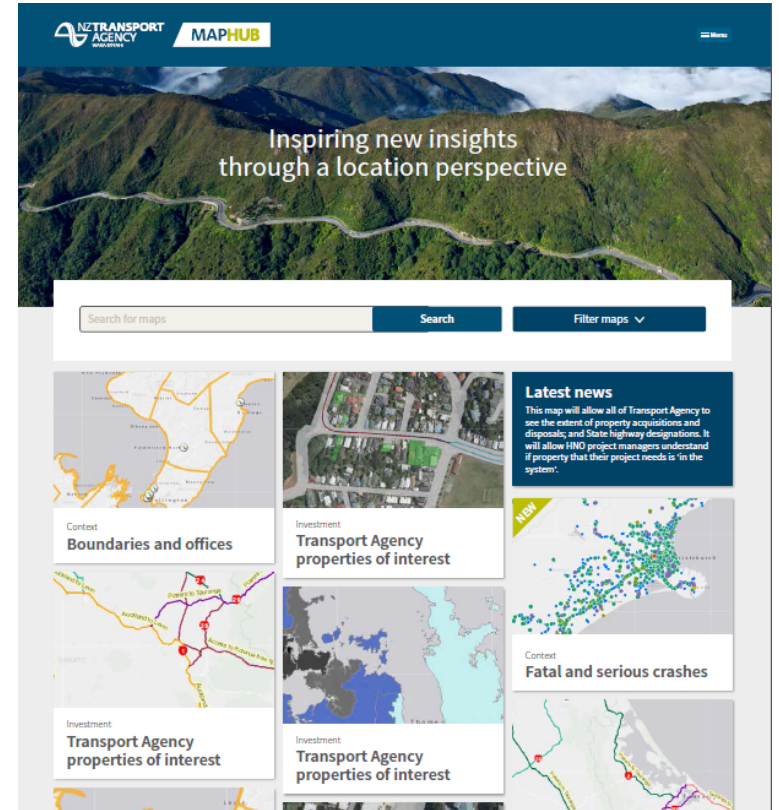 NZTRANSPORT
AGENCY
WAKA KOTAHI
MAPHUB
Menu
Inspiring new insights
through a location perspective
Search for maps
Search
Filter maps
Context
Boundaries and offices
Investment
Transport Agency
properties of interest
Latest news
This map will allow all of Transport Agency to
see the extent of property acquisitions and
disposals; and State highway designations. It
will allow HNO project managers understand
if property that their project needs is 'in the
system'.
NEW
Context
Fatal and serious crashes
Investment
Transport Agency
properties of interest
Thames
Investment
Transport Agency
properties of interest